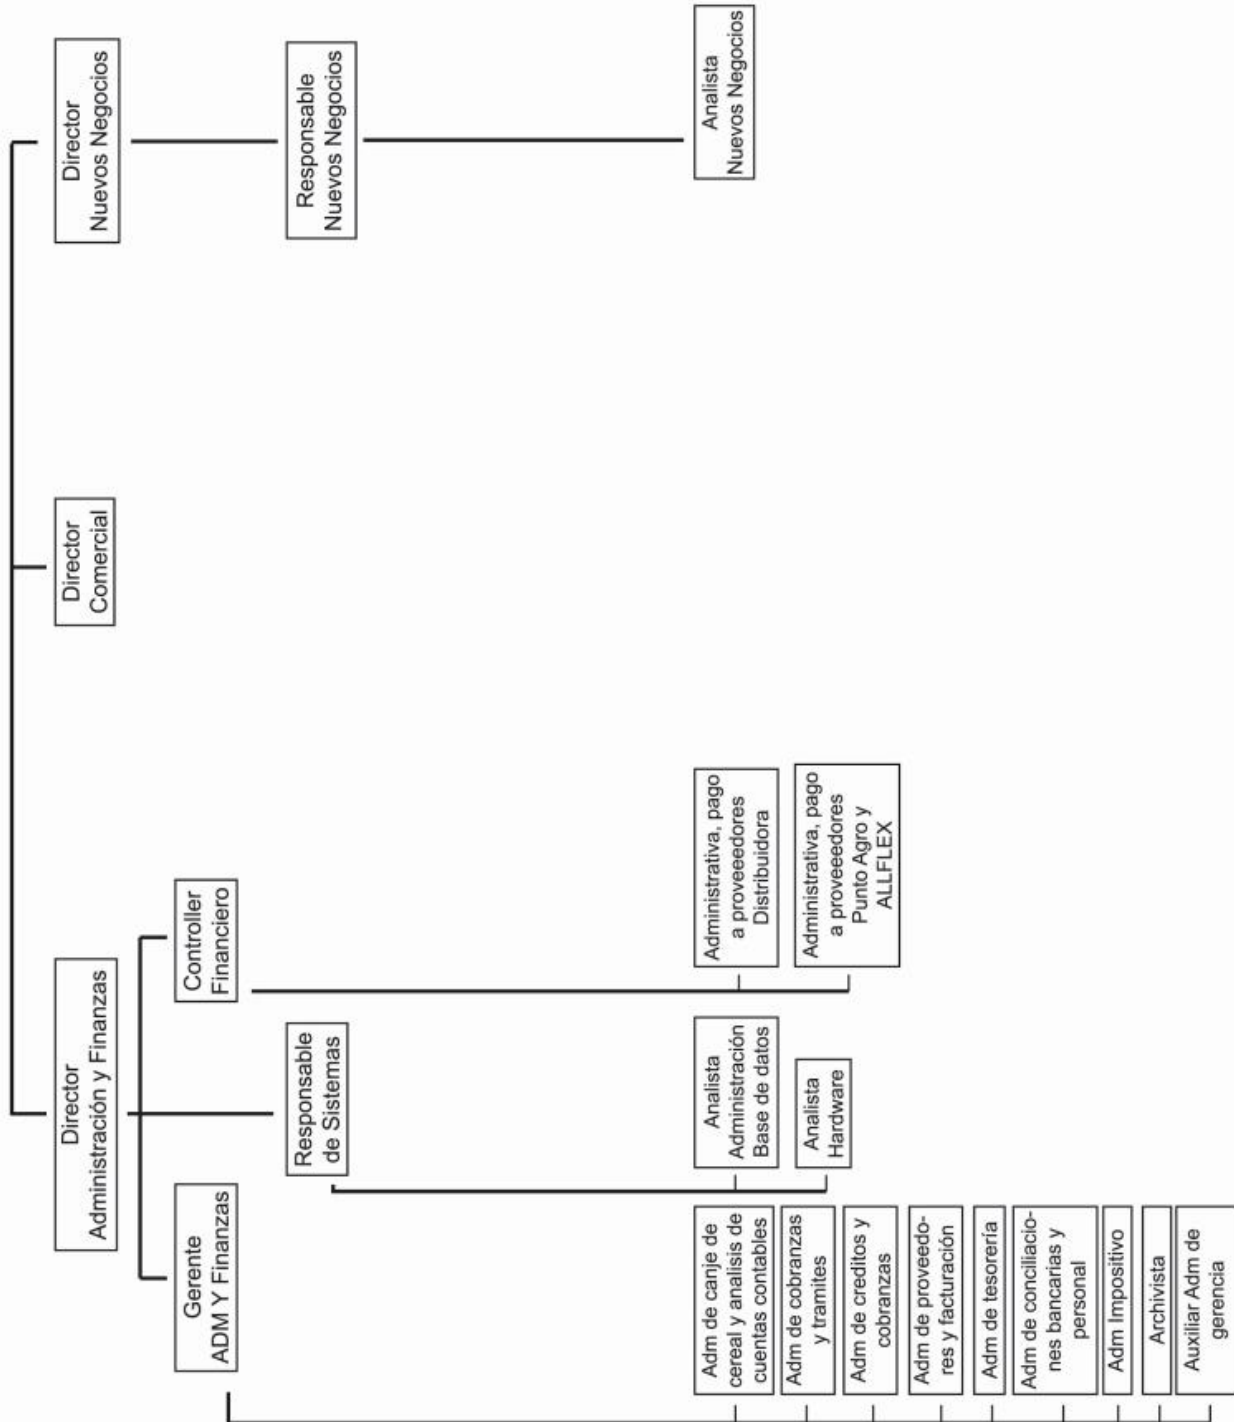 Director
Administración y Finanzas
Director
Comercial
Director
Nuevos Negocios
Gerente
ADM Y Finanzas
Controller
Financiero
Responsable
de Sistemas
Responsable
Nuevos Negocios
Adm de canje de
cereal y analisis de
cuentas contables
Adm de cobranzas
y tramites
Adm de creditos y
cobranzas
Adm de proveedo-
res y facturación
Adm de tesorería
Adm de conciliacio-
nes bancarias y
personal
Adm Impositivo
Archivista
Auxiliar Adm de
gerencia
Analista
Administración
Base de datos
Analista
Hardware
Administrativa, pago
a proveeedores
Distribuidora
Administrativa, pago
a proveeedores
Punto Agro y
ALLFLEX
Analista
Nuevos Negocios